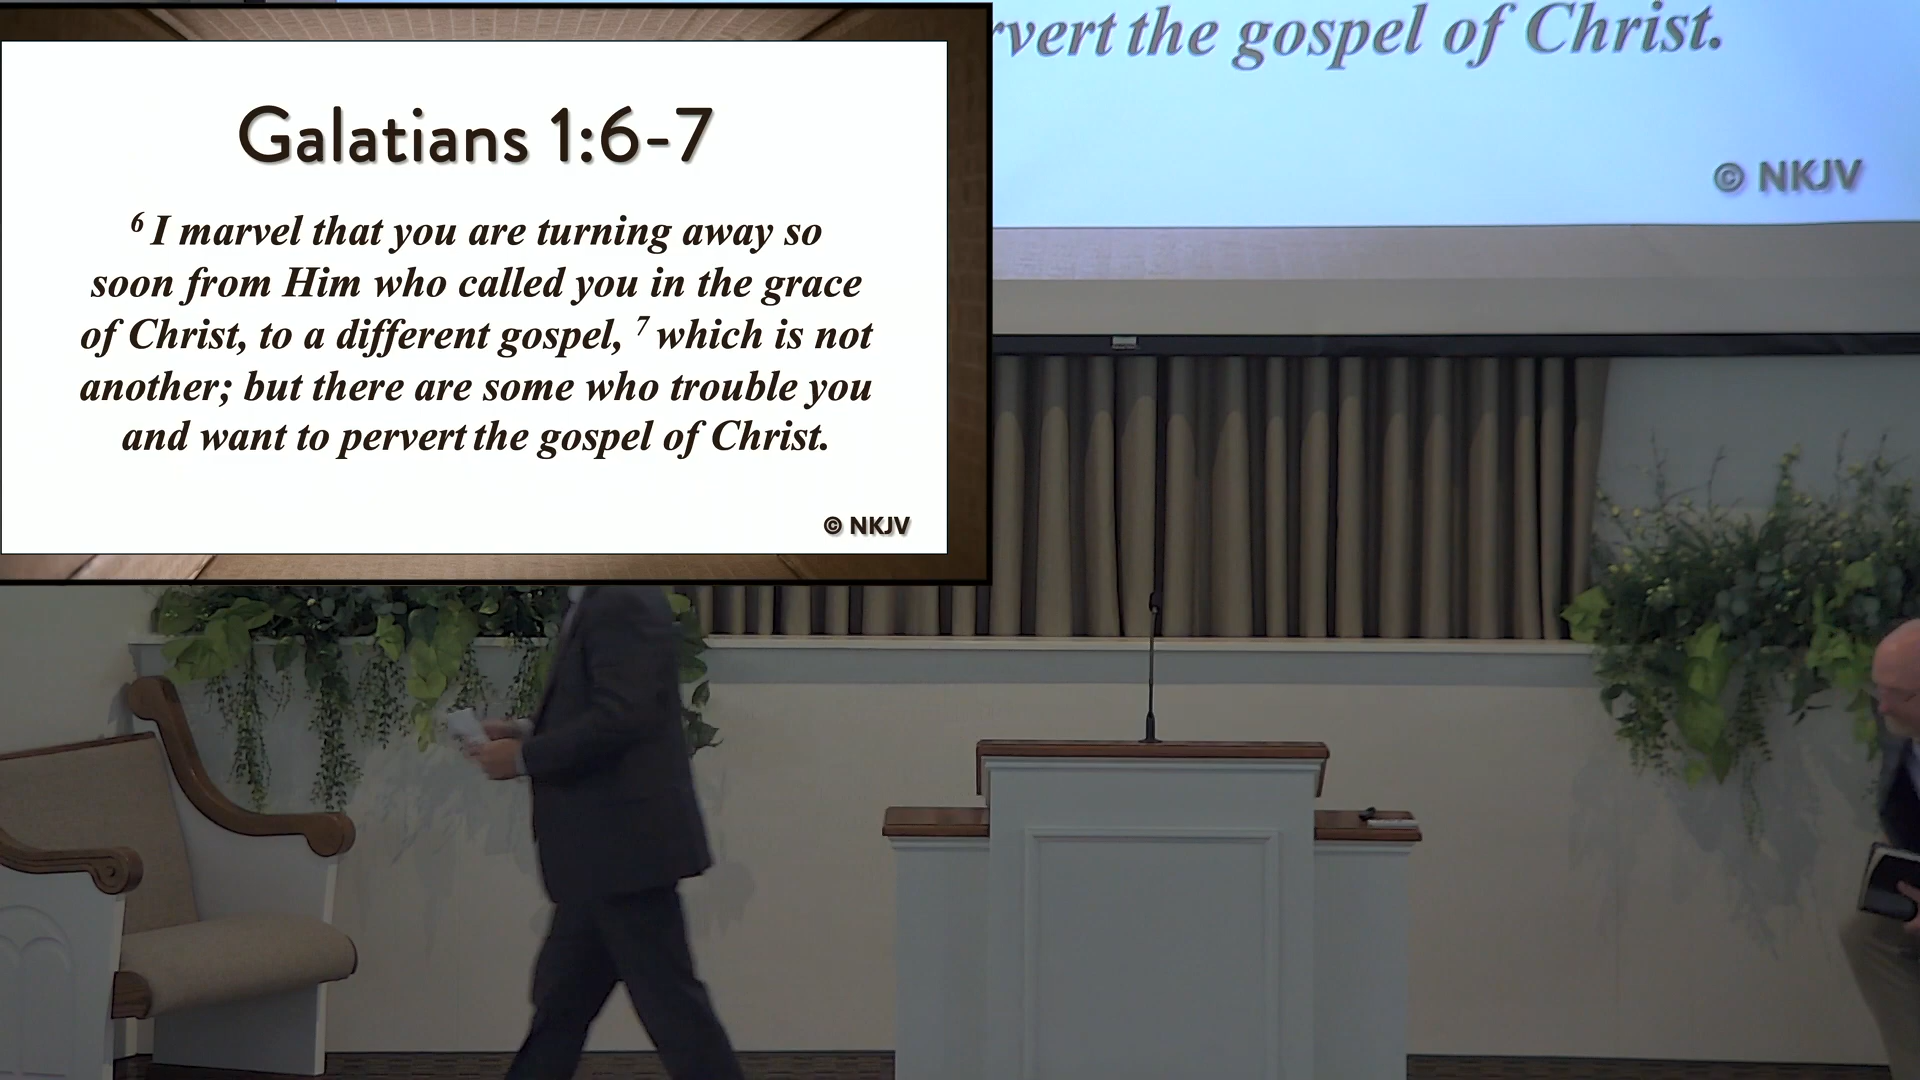 Galatians 1:6-7
6 I marvel that you are turning away so
soon from Him who called you in the grace
of Christ, to a different gospel, 7 which is not
another; but there are some who trouble you
and want to pervert the gospel of Christ.
© NKJV
rvert the gospel of Christ.
© NKJV